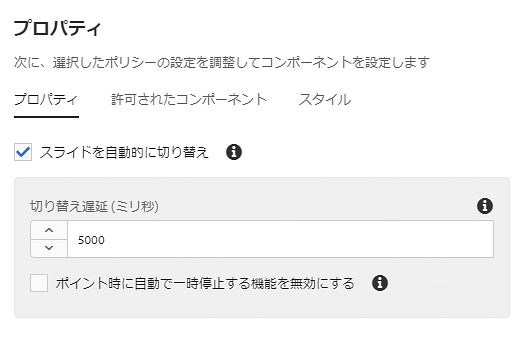 プロパティ
次に、選択したポリシーの設定を調整してコンポーネントを設定します
プロパティ 許可されたコンポーネント スタイル
スライドを自動的に切り替え
切り替え遅延 (ミリ秒)
5000
ポイント時に自動で一時停止する機能を無効にする